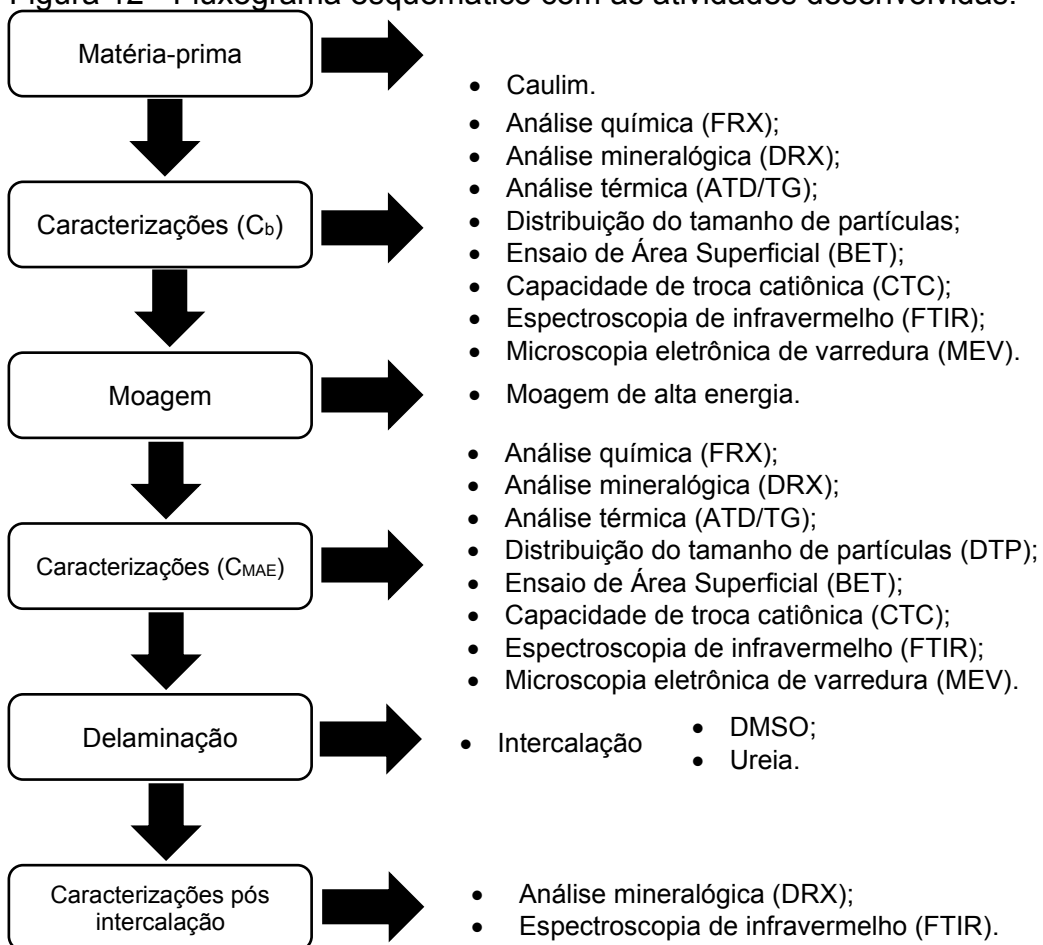 Figura 12 - Fluxograma esquemático com as atividades desenvolvidas.
Matéria-prima
• Caulim.
Caracterizações (Cb)
• Análise química (FRX);
• Análise mineralógica (DRX);
• Análise térmica (ATD/TG);
• Distribuição do tamanho de partículas;
• Ensaio de Área Superficial (BET);
• Capacidade de troca catiônica (CTC);
• Espectroscopia de infravermelho (FTIR);
• Microscopia eletrônica de varredura (MEV).
Moagem
• Moagem de alta energia.
Caracterizações (CMAE)
• Análise química (FRX);
• Análise mineralógica (DRX);
• Análise térmica (ATD/TG);
• Distribuição do tamanho de partículas (DTP);
• Ensaio de Área Superficial (BET);
• Capacidade de troca catiônica (CTC);
• Espectroscopia de infravermelho (FTIR);
• Microscopia eletrônica de varredura (MEV).
Delaminação
• Intercalação
• DMSO;
• Ureia.
Caracterizações pós
intercalação
• Análise mineralógica (DRX);
• Espectroscopia de infravermelho (FTIR).